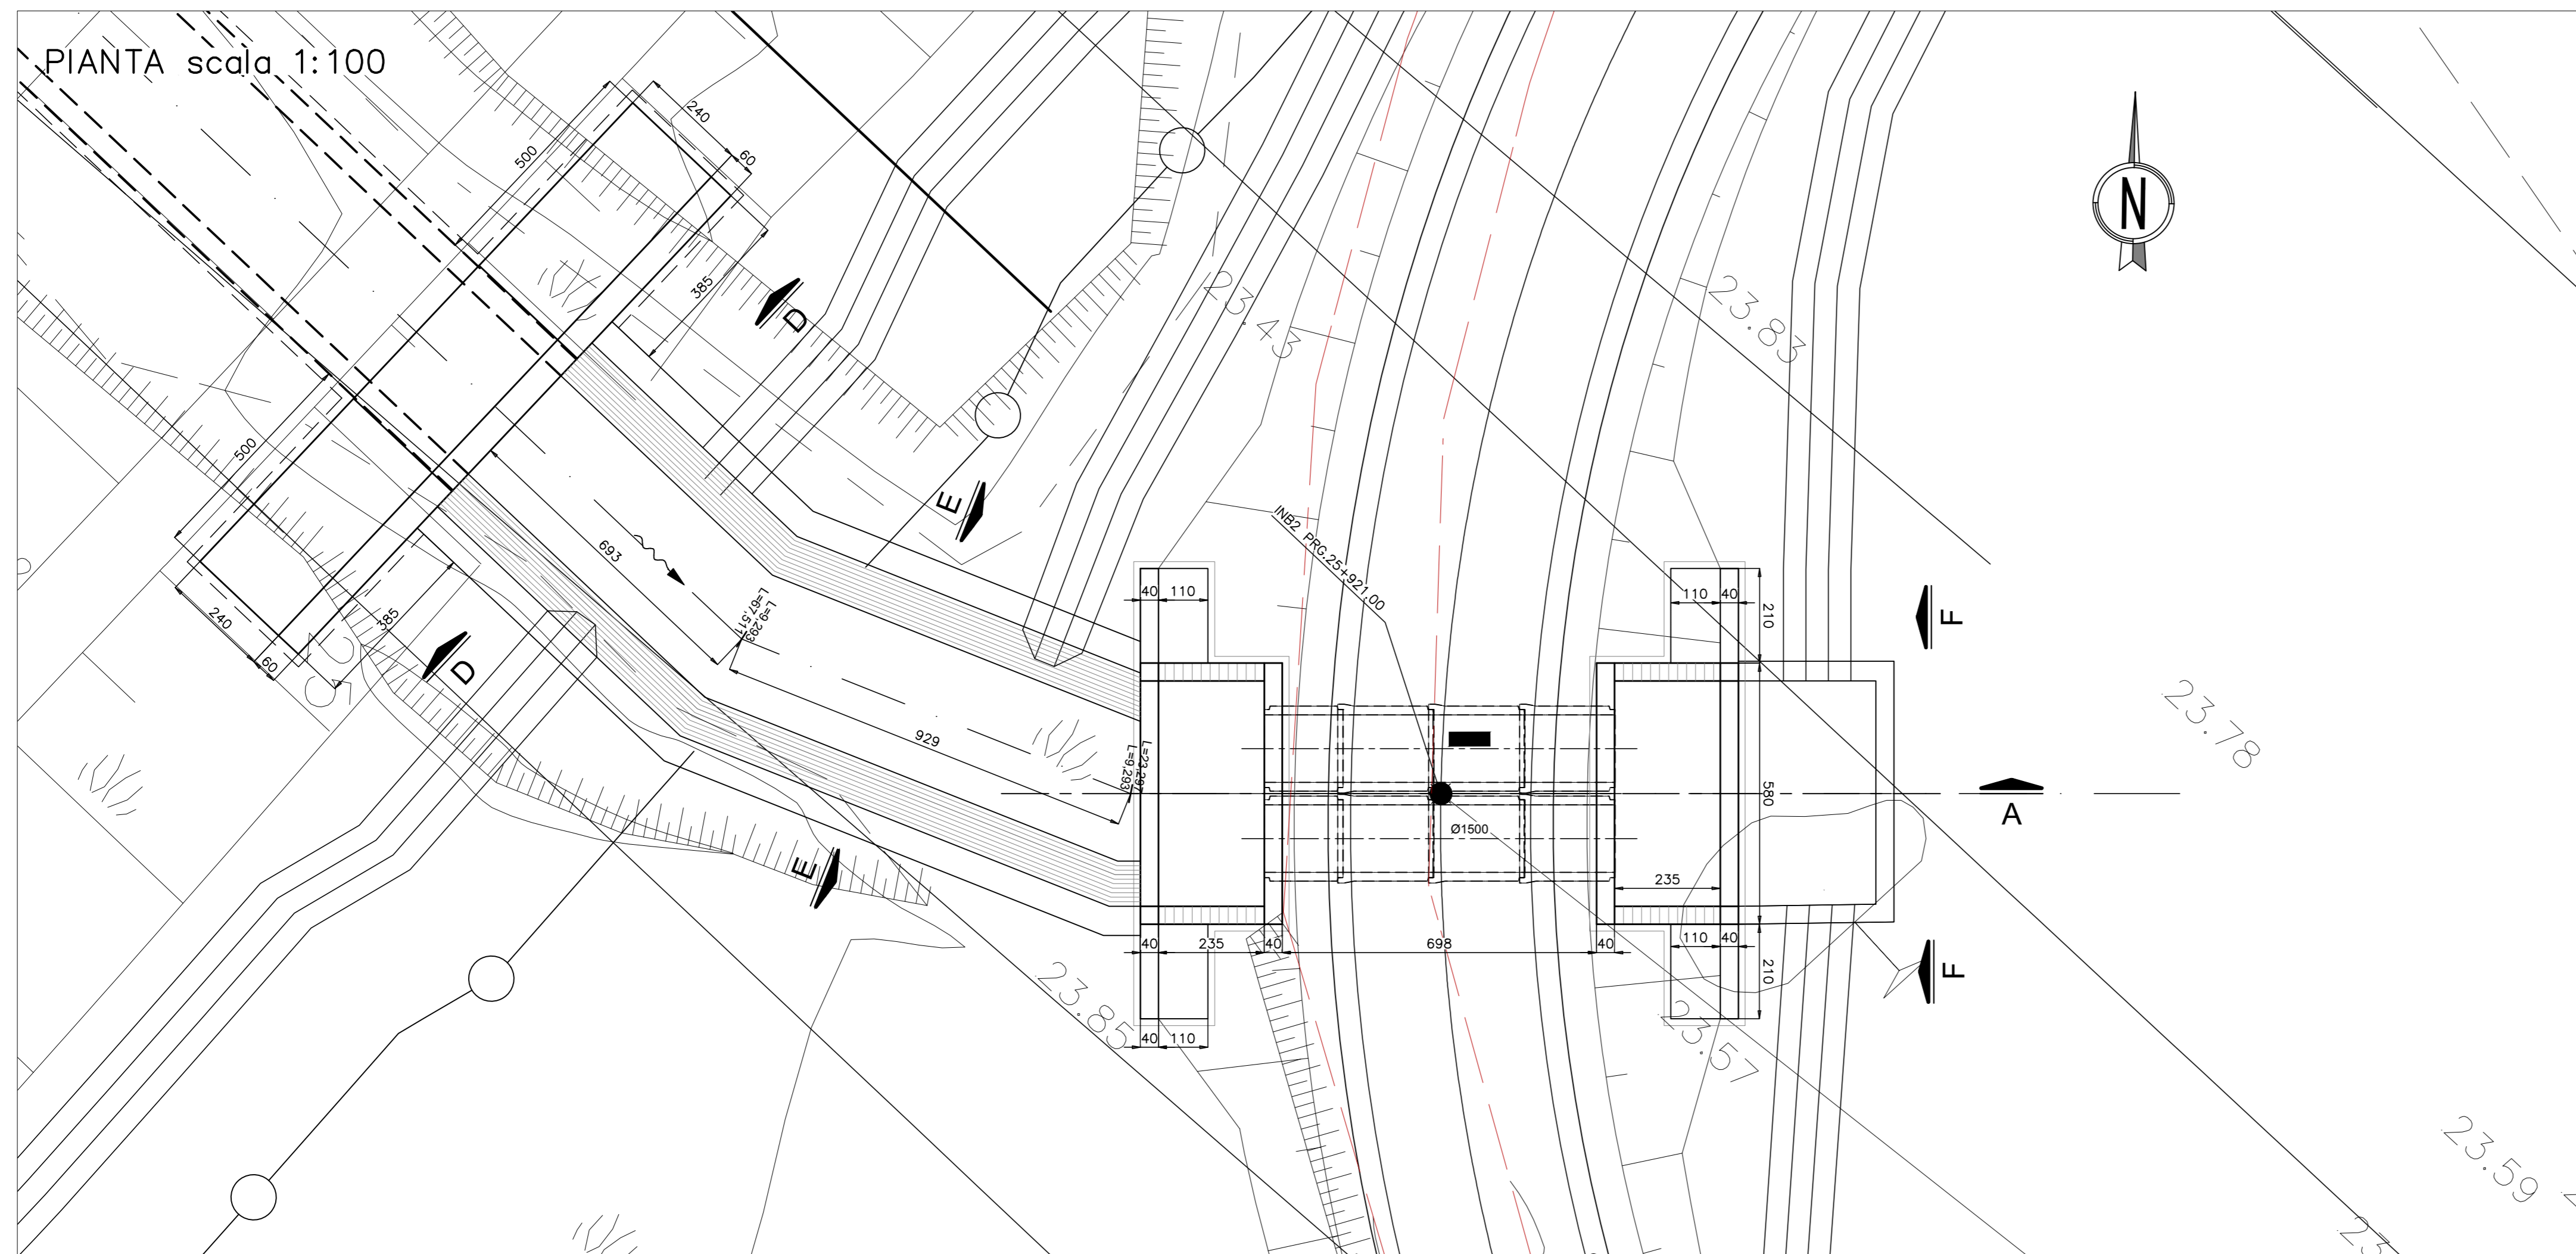 PIANTA scala 1:100
240
60
500
385
D
N
23.43
23.83
500
E
693
INB2 PRG.25+921.00
L=67,511
L=9,293
240
60
385
D
40
110
110
40
210
F
929
L=9,293
L=23,297
23.78
580
A
Ø1500
E
235
40
235
40
698
40
110
40
210
F
23.85
23.57
40
110
23.59